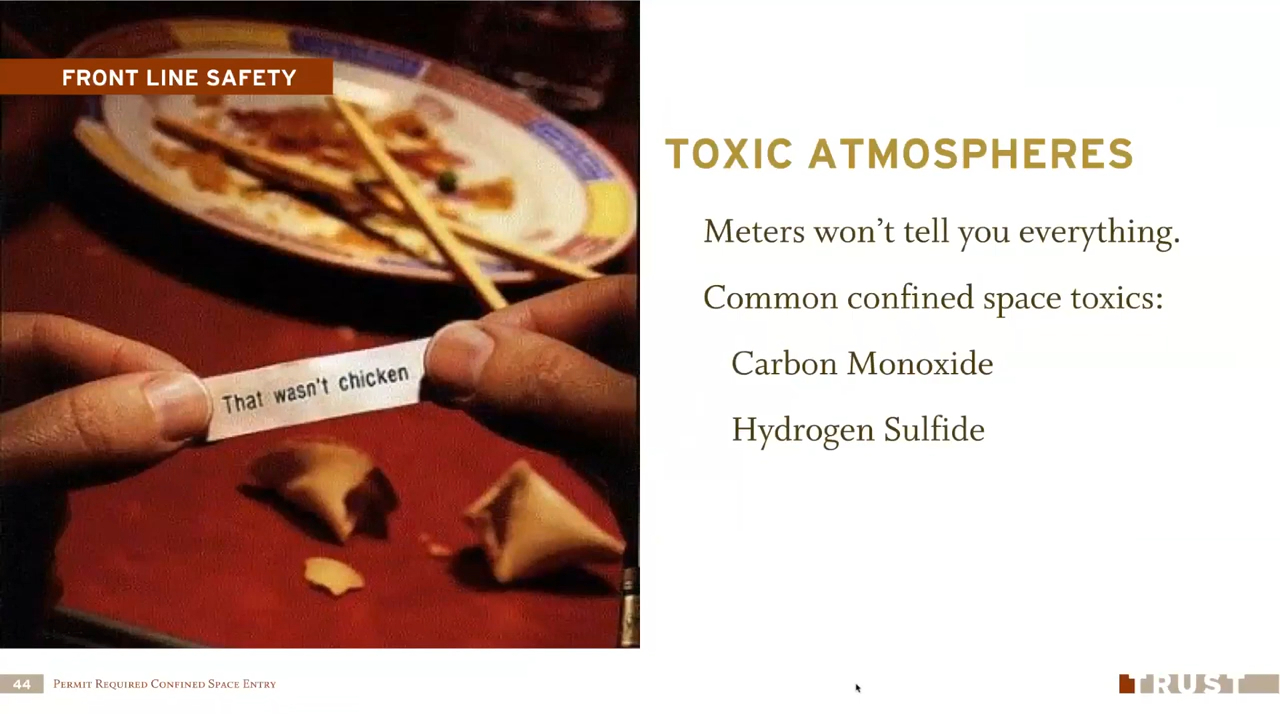 FRONT LINE SAFETY
That wasn't chicken
TOXIC ATMOSPHERES
Meters won’t tell you everything.
Common confined space toxics:
Carbon Monoxide
Hydrogen Sulfide
44 Permit Required Confined Space Entry
TRUST